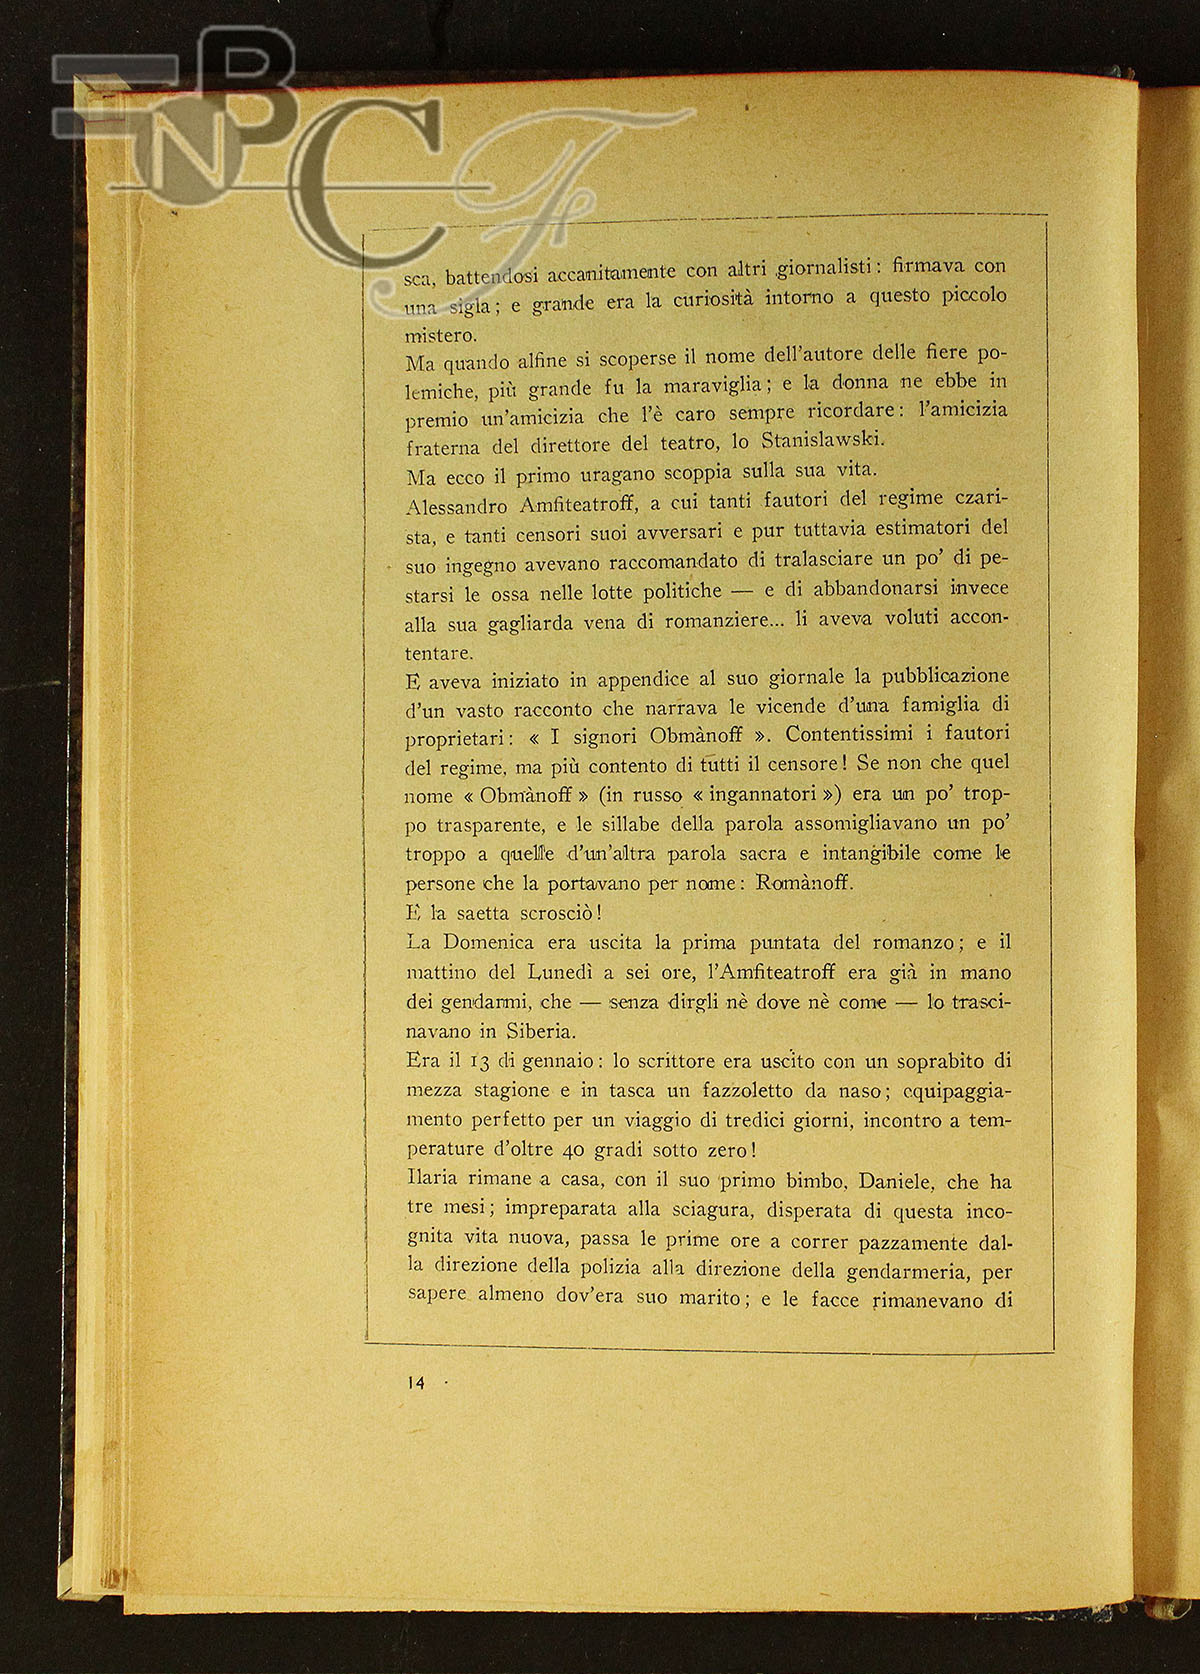 BNCF
sca, battendosi accanitamente con altri giornalisti: firmava con
una sigla; e grande era la curiosità intorno a questo piccolo
mistero.
Ma quando alfine si scoperse il nome dell'autore delle fiere po-
lemiche, più grande fu la maraviglia; e la donna ne ebbe in
premio un'amicizia che l'è caro sempre ricordare: l'amicizia
fraterna del direttore del teatro, lo Stanislawski.
Ma ecco il primo uragano scoppia sulla sua vita.
Alessandro Amfiteatroff, a cui tanti fautori del regime czari-
sta, e tanti censori suoi avversari e pur tuttavia estimatori del
suo ingegno avevano raccomandato di tralasciare un po' di pe-
starsi le ossa nelle lotte politiche — e di abbandonarsi invece
alla sua gagliarda vena di romanziere... li aveva voluti accon-
tentare.
E aveva iniziato in appendice al suo giornale la pubblicazione
d'un vasto racconto che narrava le vicende d'una famiglia di
proprietari: « I signori Obmànoff ». Contentissimi i fautori
del regime, ma più contento di tutti il censore! Se non che quel
nome « Obmànoff » (in russo « ingannatori ») era un po' trop-
po trasparente, e le sillabe della parola assomigliavano un po'
troppo a quelle d'un'altra parola sacra e intangibile come le
persone che la portavano per nome: Romànoff.
E la saetta scrosciò!
La Domenica era uscita la prima puntata del romanzo; e il
mattino del Lunedì a sei ore, l'Amfiteatroff era già in mano
dei gendarmi, che — senza dirgli nè dove nè come — lo trasci-
navano in Siberia.
Era il 13 di gennaio: lo scrittore era uscito con un soprabito di
mezza stagione e in tasca un fazzoletto da naso; equipaggia-
mento perfetto per un viaggio di tredici giorni, incontro a tem-
perature d'oltre 40 gradi sotto zero!
Ilaria rimane a casa, con il suo primo bimbo, Daniele, che ha
tre mesi; impreparata alla sciagura, disperata di questa inco-
gnita vita nuova, passa le prime ore a correr pazzamente dal-
la direzione della polizia alla direzione della gendarmeria, per
sapere almeno dov'era suo marito; e le facce rimanevano di
14